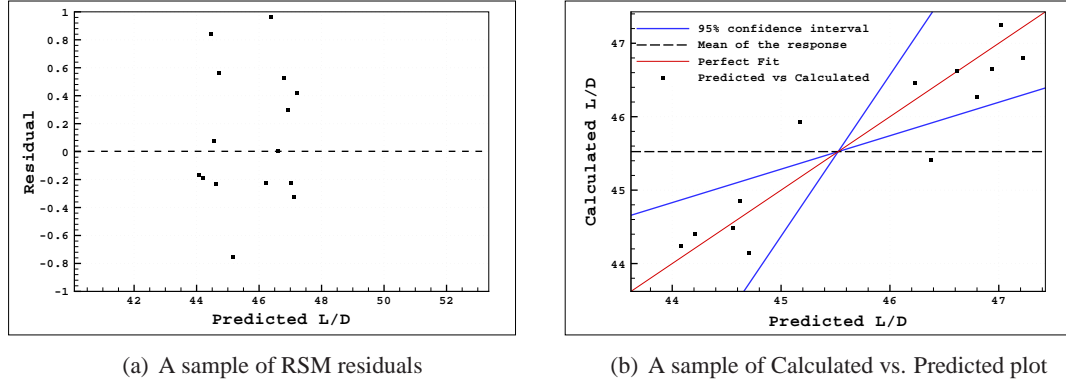 1
0.8
0.6
0.4
0.2
0
-0.2
-0.4
-0.6
-0.8
-1
Residual
42
44
46
48
50
52
Predicted L/D
(a) A sample of RSM residuals
95% confidence interval
Mean of the response
Perfect Fit
Predicted vs Calculated
47
46
45
44
Calculated L/D
44
45
46
47
Predicted L/D
(b) A sample of Calculated vs. Predicted plot